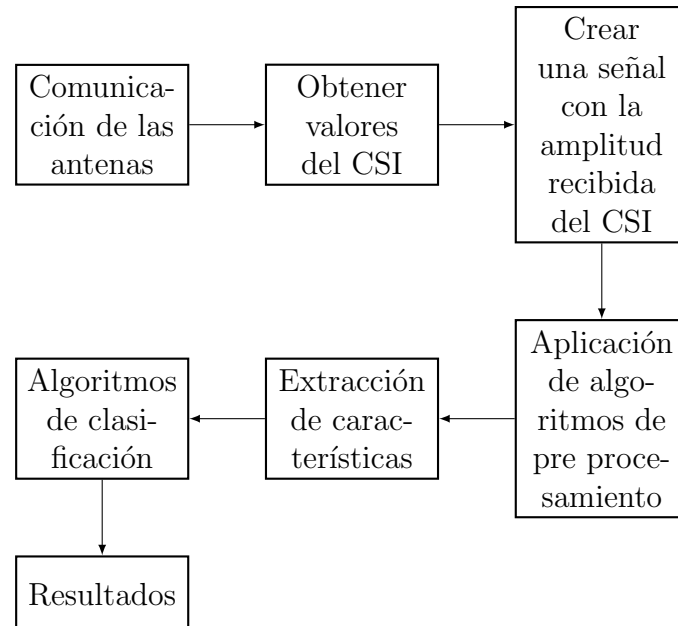 Comunica-
ción de las
antenas
Obtener
valores
del CSI
Crear
una señal
con la
amplitud
recibida
del CSI
Aplicación
de algo-
ritmos de
pre proce-
samiento
Extracción
de carac-
terísticas
Algoritmos
de clasi-
ficación
Resultados